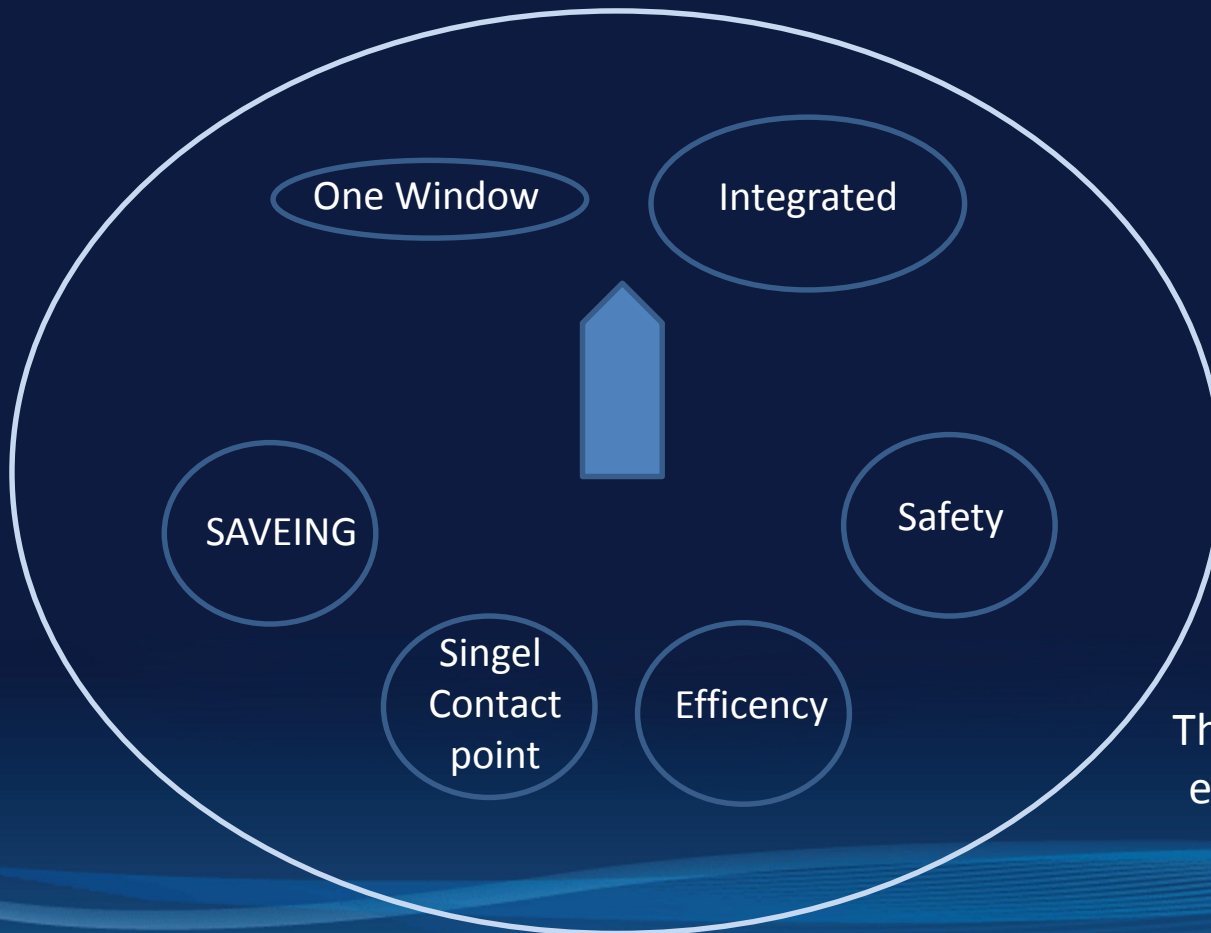 One Window
Integrated
SAVEING
Safety
Singel
Contact
point
Efficency